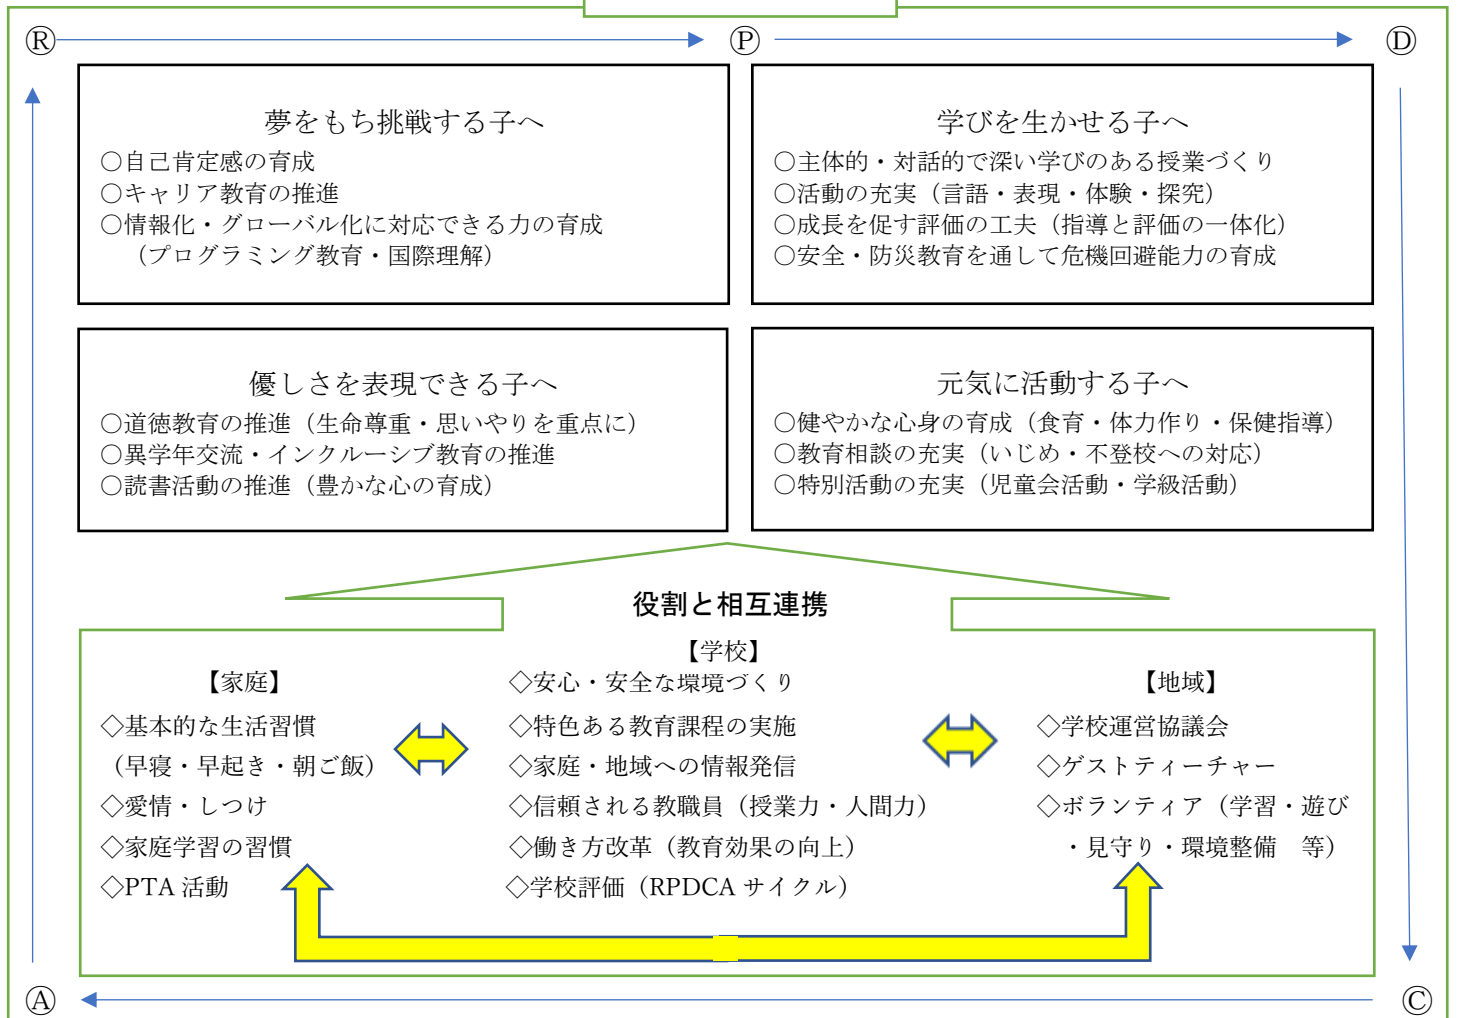 Ⓡ
Ⓟ
Ⓓ
夢をもち挑戦する子へ
○自己肯定感の育成
○キャリア教育の推進
○情報化・グローバル化に対応できる力の育成
（プログラミング教育・国際理解）
学びを生かせる子へ
○主体的・対話的で深い学びのある授業づくり
○活動の充実（言語・表現・体験・探究）
○成長を促す評価の工夫（指導と評価の一体化）
○安全・防災教育を通して危機回避能力の育成
優しさを表現できる子へ
○道徳教育の推進（生命尊重・思いやりを重点に）
○異学年交流・インクルーシブ教育の推進
○読書活動の推進（豊かな心の育成）
元気に活動する子へ
○健やかな心身の育成（食育・体力作り・保健指導）
○教育相談の充実（いじめ・不登校への対応）
○特別活動の充実（児童会活動・学級活動）
役割と相互連携
【家庭】
◇基本的な生活習慣
（早寝・早起き・朝ご飯）
◇愛情・しつけ
◇家庭学習の習慣
◇PTA 活動
【学校】
◇安心・安全な環境づくり
◇特色ある教育課程の実施
◇家庭・地域への情報発信
◇信頼される教職員（授業力・人間力）
◇働き方改革（教育効果の向上）
◇学校評価（RPDCA サイクル）
【地域】
◇学校運営協議会
◇ゲストティーチャー
◇ボランティア（学習・遊び
・見守り・環境整備　等）
Ⓐ
Ⓒ